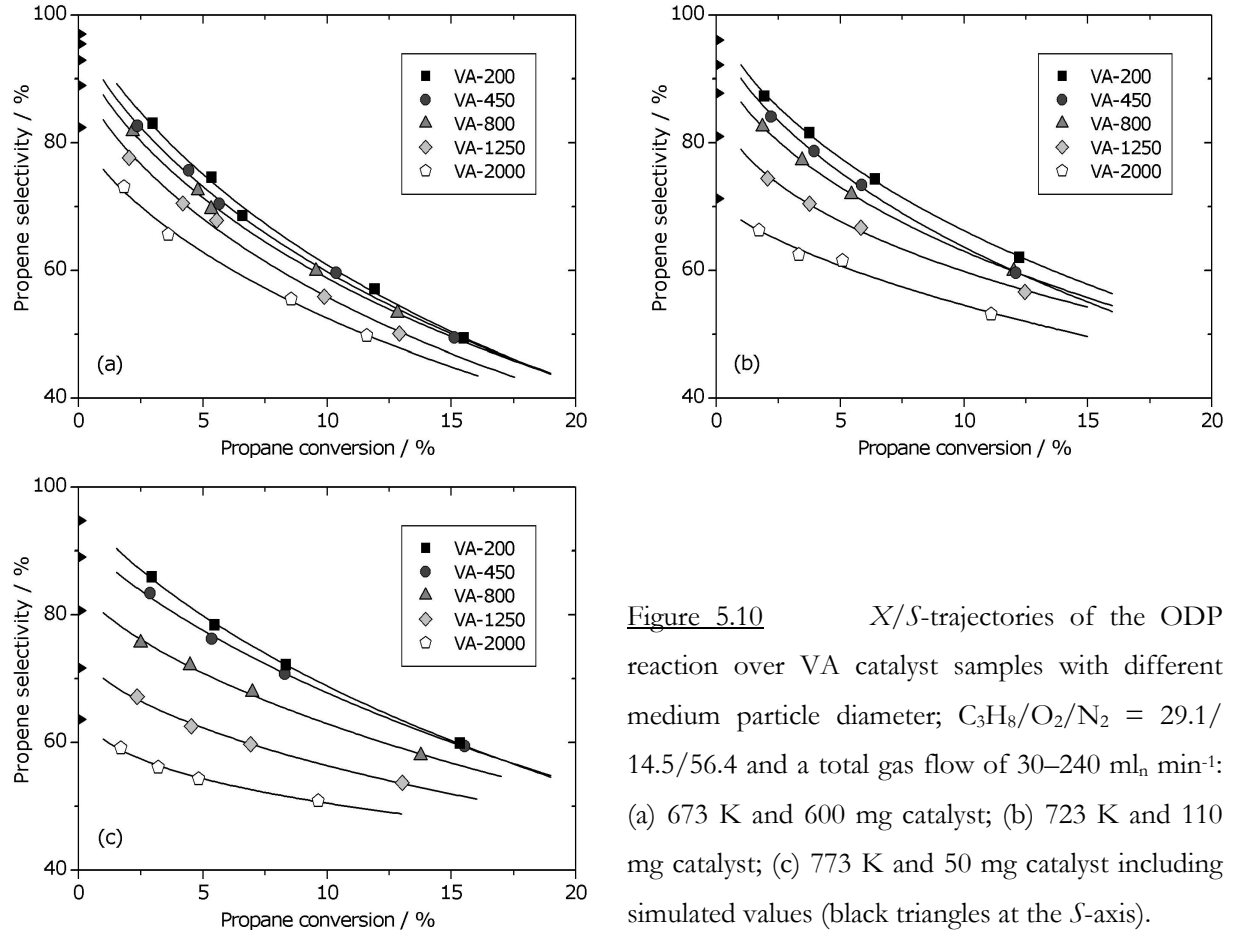 100
80
60
40
Propene selectivity / %
VA-200
VA-450
VA-800
VA-1250
VA-2000
(a)
0 5 10 15 20
Propane conversion / %
100
80
60
40
Propene selectivity / %
VA-200
VA-450
VA-800
VA-1250
VA-2000
(b)
0 5 10 15 20
Propane conversion / %
100
80
60
40
Propene selectivity / %
VA-200
VA-450
VA-800
VA-1250
VA-2000
(c)
0 5 10 15 20
Propane conversion / %
Figure 5.10 X/S-trajectories of the ODP
reaction over VA catalyst samples with different
medium particle diameter; C₃H₈/O₂/N₂ = 29.1/
14.5/56.4 and a total gas flow of 30–240 mlₙ min⁻¹:
(a) 673 K and 600 mg catalyst; (b) 723 K and 110
mg catalyst; (c) 773 K and 50 mg catalyst including
simulated values (black triangles at the S-axis).